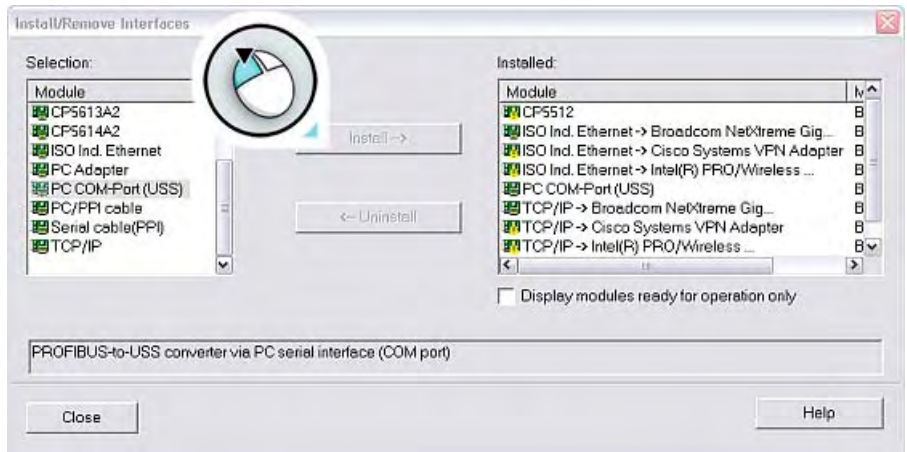 Install/Remove Interfaces
Selection:
Module
CP5613A2
CP5614A2
ISO Ind. Ethernet
PC Adapter
PC COM-Port (USS)
PC/PPI cable
Serial cable(PPI)
TCP/IP
Install -->
<-- Uninstall
Installed:
Module
CP5512
B
ISO Ind. Ethernet -> Broadcom NetXtreme Gig...
B
ISO Ind. Ethernet -> Cisco Systems VPN Adapter
B
ISO Ind. Ethernet -> Intel(R) PRO/Wireless ...
B
PC COM-Port (USS)
B
TCP/IP -> Broadcom NetXtreme Gig...
B
TCP/IP -> Cisco Systems VPN Adapter
B
TCP/IP -> Intel(R) PRO/Wireless ...
B
Display modules ready for operation only
PROFIBUS-to-USS converter via PC serial interface (COM port)
Close
Help